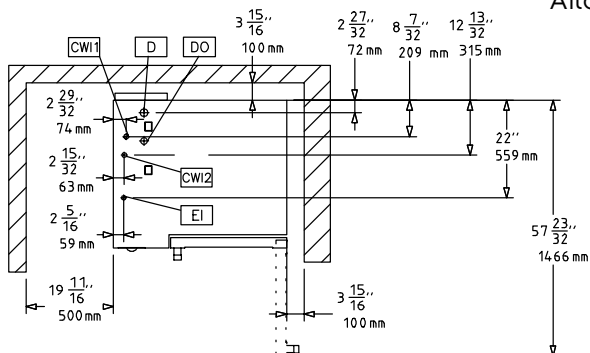 Alto
CWI1
D
DO
3 15/16''
100 mm
2 27/32''
72 mm
8 7/32''
209 mm
12 13/32''
315 mm
2 29/32''
74 mm
2 15/32''
63 mm
CWI2
22''
559 mm
2 5/16''
59 mm
EI
57 23/32''
1466 mm
19 11/16''
500 mm
3 15/16''
100 mm